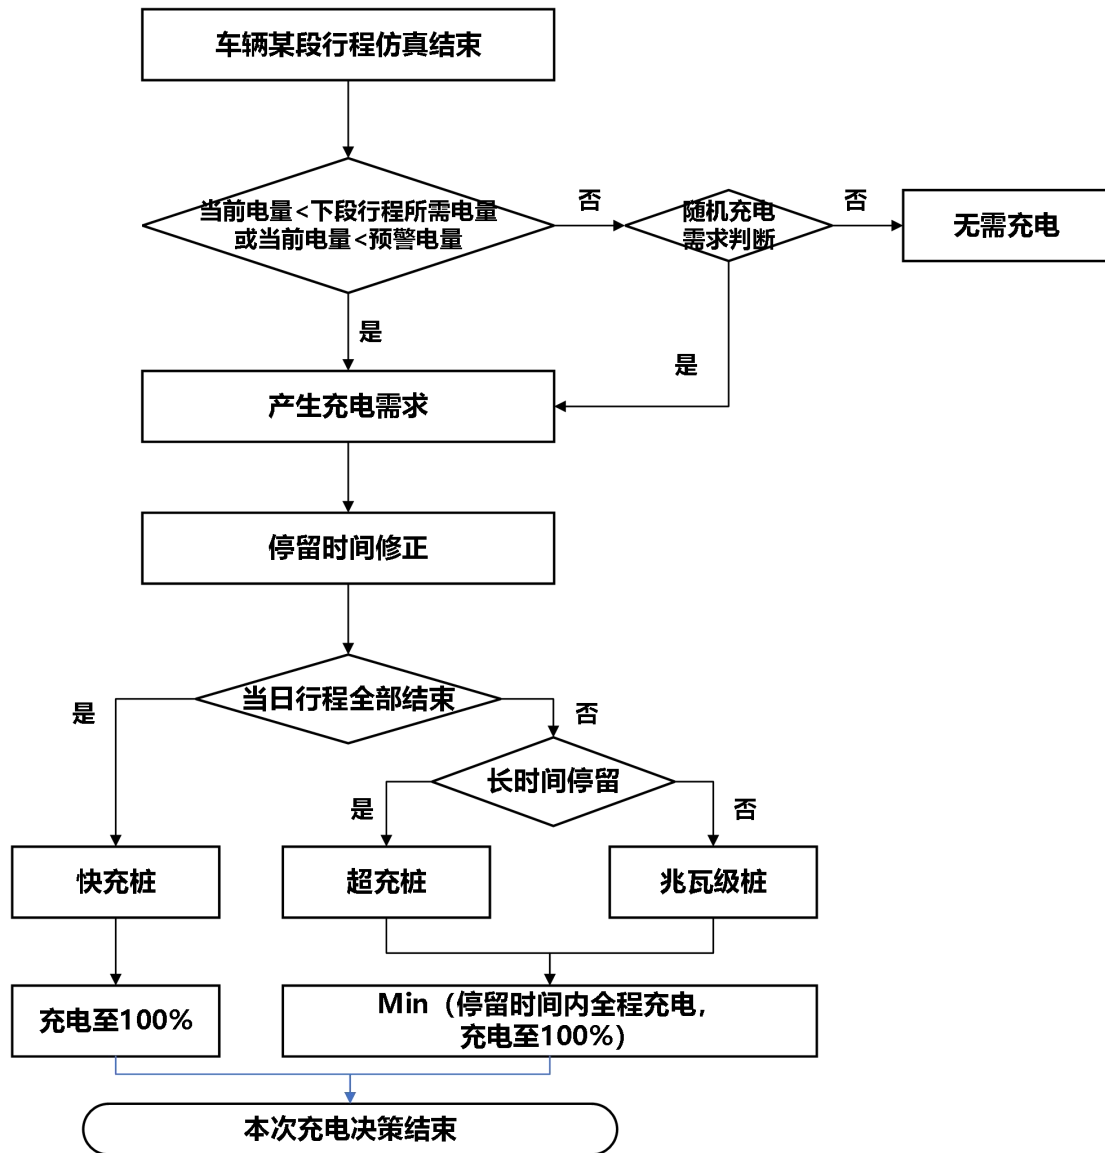 车辆某段行程仿真结束
当前电量<下段行程所需电量
或当前电量<预警电量
否
随机充电
需求判断
否
无需充电
是
是
产生充电需求
停留时间修正
当日行程全部结束
是
否
长时间停留
是
否
快充桩
超充桩
兆瓦级桩
充电至100%
Min（停留时间内全程充电，
充电至100%）
本次充电决策结束